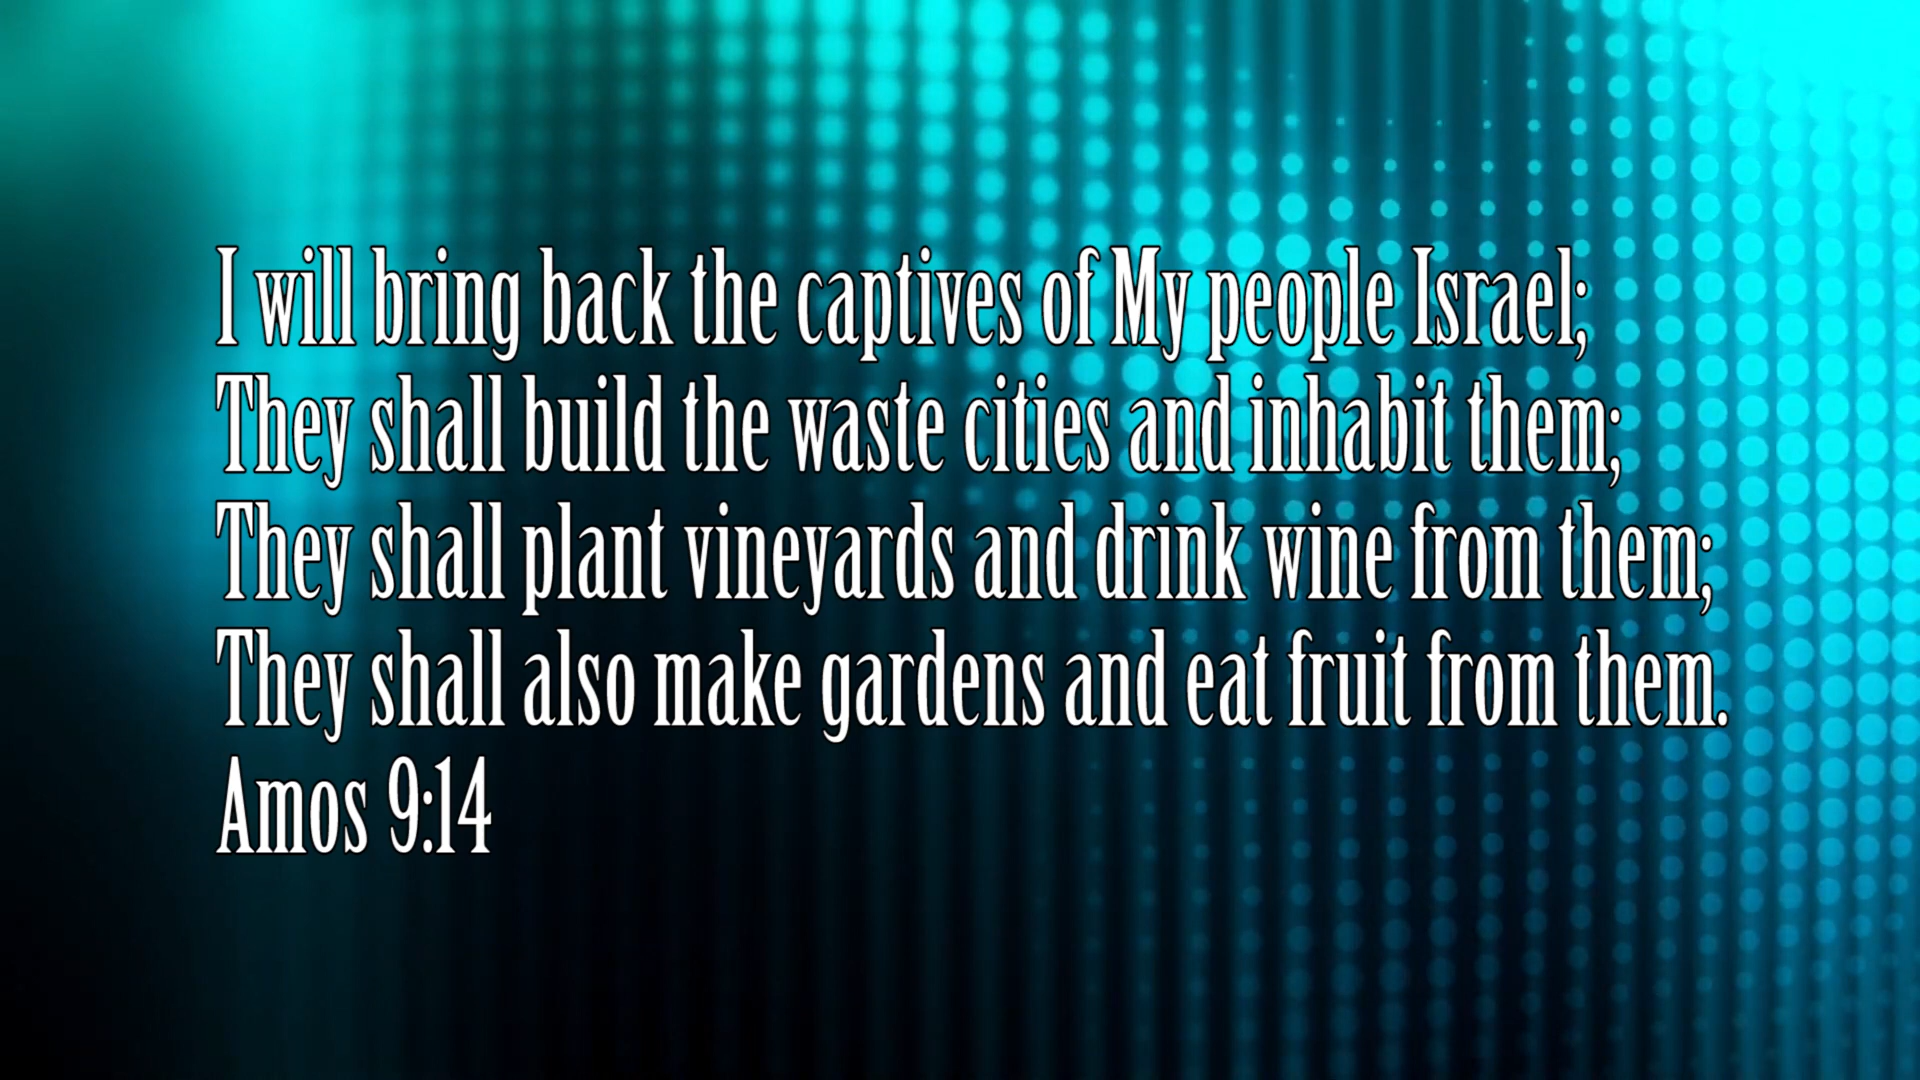 I will bring back the captives of My people Israel;
They shall build the waste cities and inhabit them;
They shall plant vineyards and drink wine from them;
They shall also make gardens and eat fruit from them.
Amos 9:14